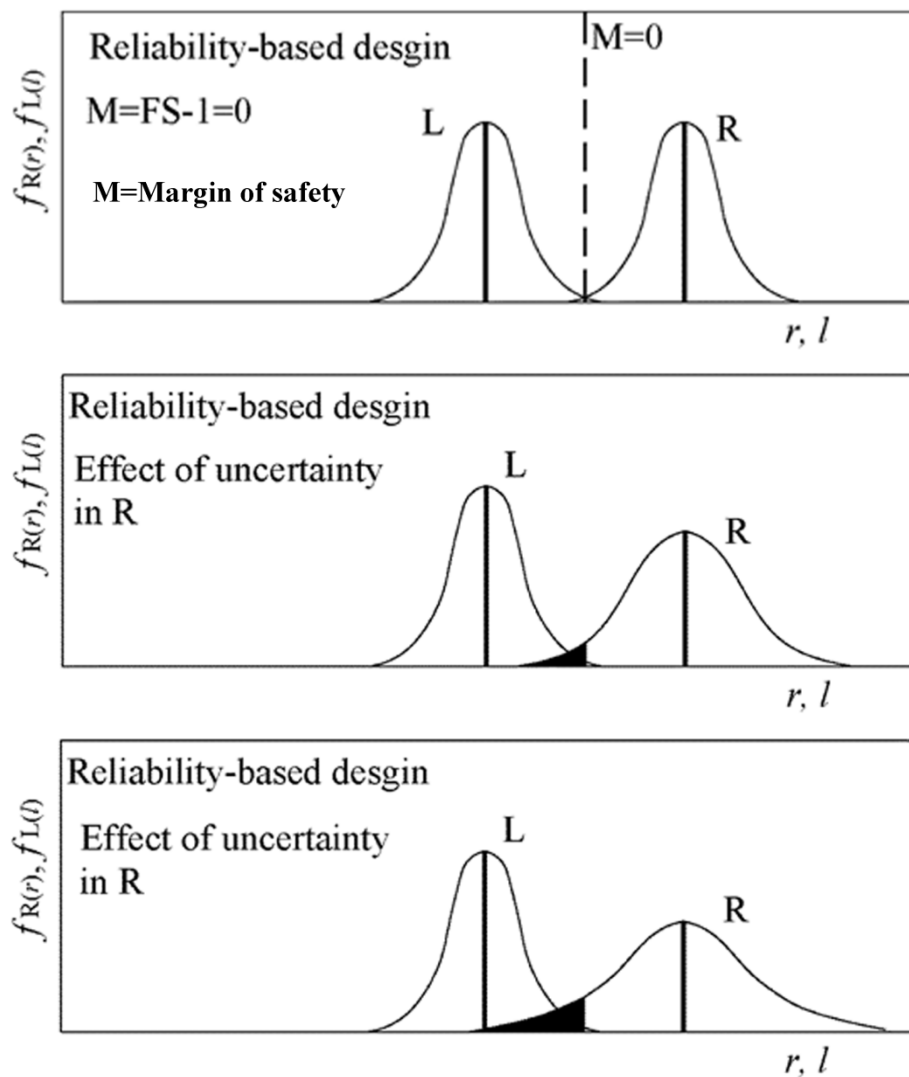 Reliability-based desgin
M=0
M=FS-1=0
L
R
M=Margin of safety
fR(r), fL(l)
r, l
Reliability-based desgin
Effect of uncertainty
in R
L
R
fR(r), fL(l)
r, l
Reliability-based desgin
Effect of uncertainty
in R
L
R
fR(r), fL(l)
r, l